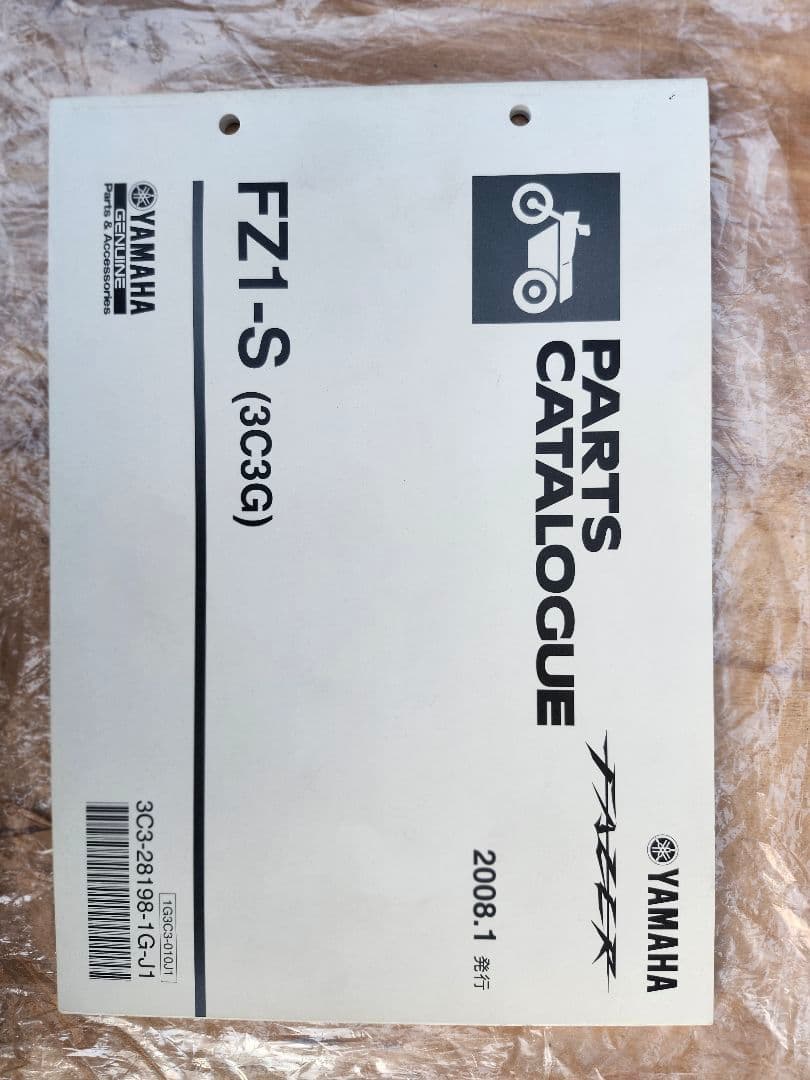 YAMAHA
FAZER
PARTS
CATALOGUE
2008.1 発行
FZ1-S (3C3G)
YAMAHA
GENUINE
Parts & Accessories
1G3C3-010J1
3C3-28198-1G-J1